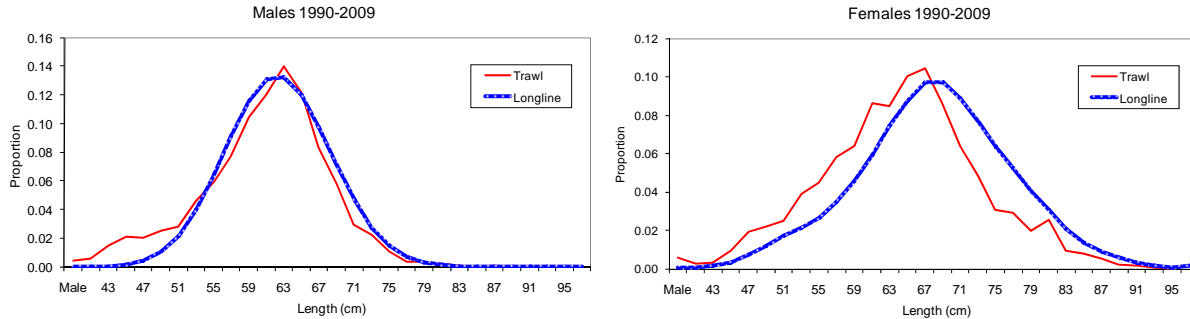 Males 1990-2009
0.16
0.14
0.12
0.10
0.08
0.06
0.04
0.02
0.00
Proportion
Trawl
Longline
Male 43 47 51 55 59 63 67 71 75 79 83 87 91 95
Length (cm)
Females 1990-2009
0.12
0.10
0.08
0.06
0.04
0.02
0.00
Proportion
Trawl
Longline
Male 43 47 51 55 59 63 67 71 75 79 83 87 91 95
Length (cm)